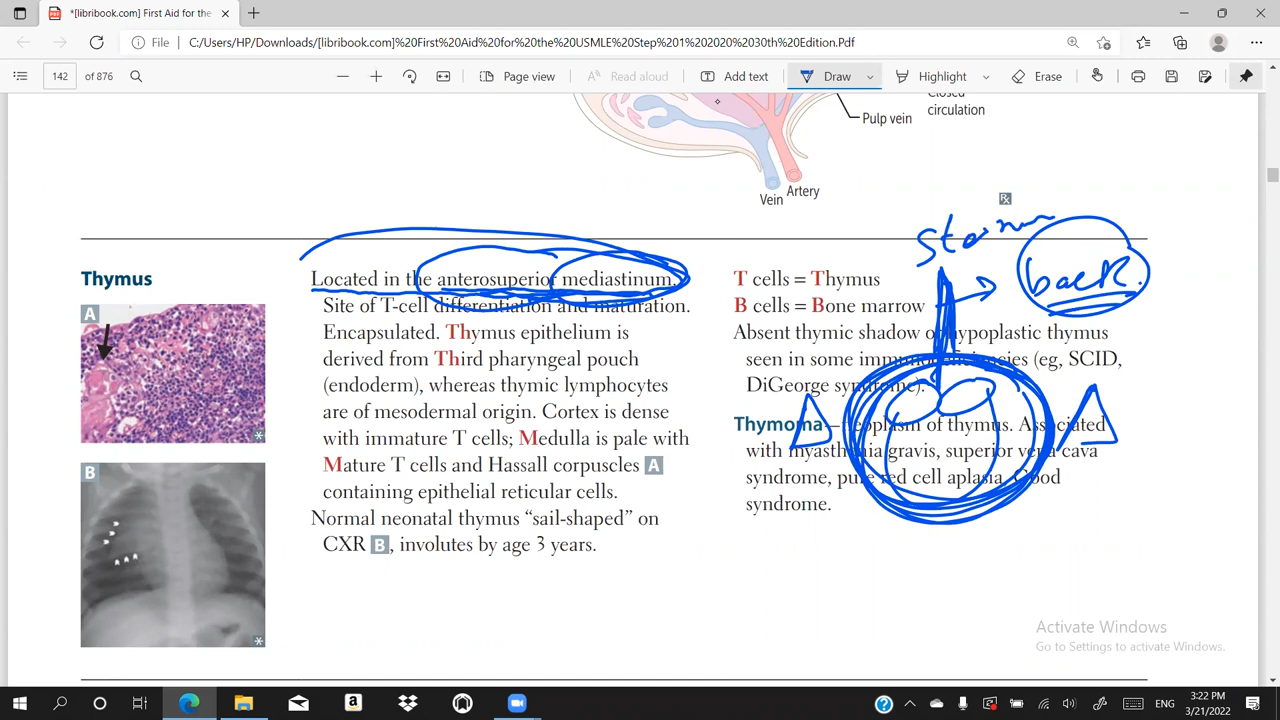 *[libribook.com] First Aid for the
File C:/Users/HP/Downloads/[libribook.com]%20First%20Aid%20for%20the%20USMLE%20Step%201%202020%2030th%20Edition.Pdf
142 of 876 Page view Read aloud Add text Draw Highlight Erase
Closed
circulation
Pulp vein
Artery
Vein
Rx
Thymus
A
B
Located in the anterosuperior mediastinum.
Site of T-cell differentiation and maturation.
Encapsulated. Thymus epithelium is
derived from Third pharyngeal pouch
(endoderm), whereas thymic lymphocytes
are of mesodermal origin. Cortex is dense
with immature T cells; Medulla is pale with
Mature T cells and Hassall corpuscles A
containing epithelial reticular cells.
Normal neonatal thymus “sail-shaped” on
CXR B, involutes by age 3 years.
back.
T cells = Thymus
B cells = Bone marrow
Absent thymic shadow or hypoplastic thymus
seen in some immunodeficiencies (eg, SCID,
DiGeorge syndrome).
Thymoma—neoplasm of thymus. Associated
with myasthenia gravis, superior vena cava
syndrome, pure red cell aplasia, Good
syndrome.
Activate Windows
Go to Settings to activate Windows.
ENG
3:22 PM
3/21/2022